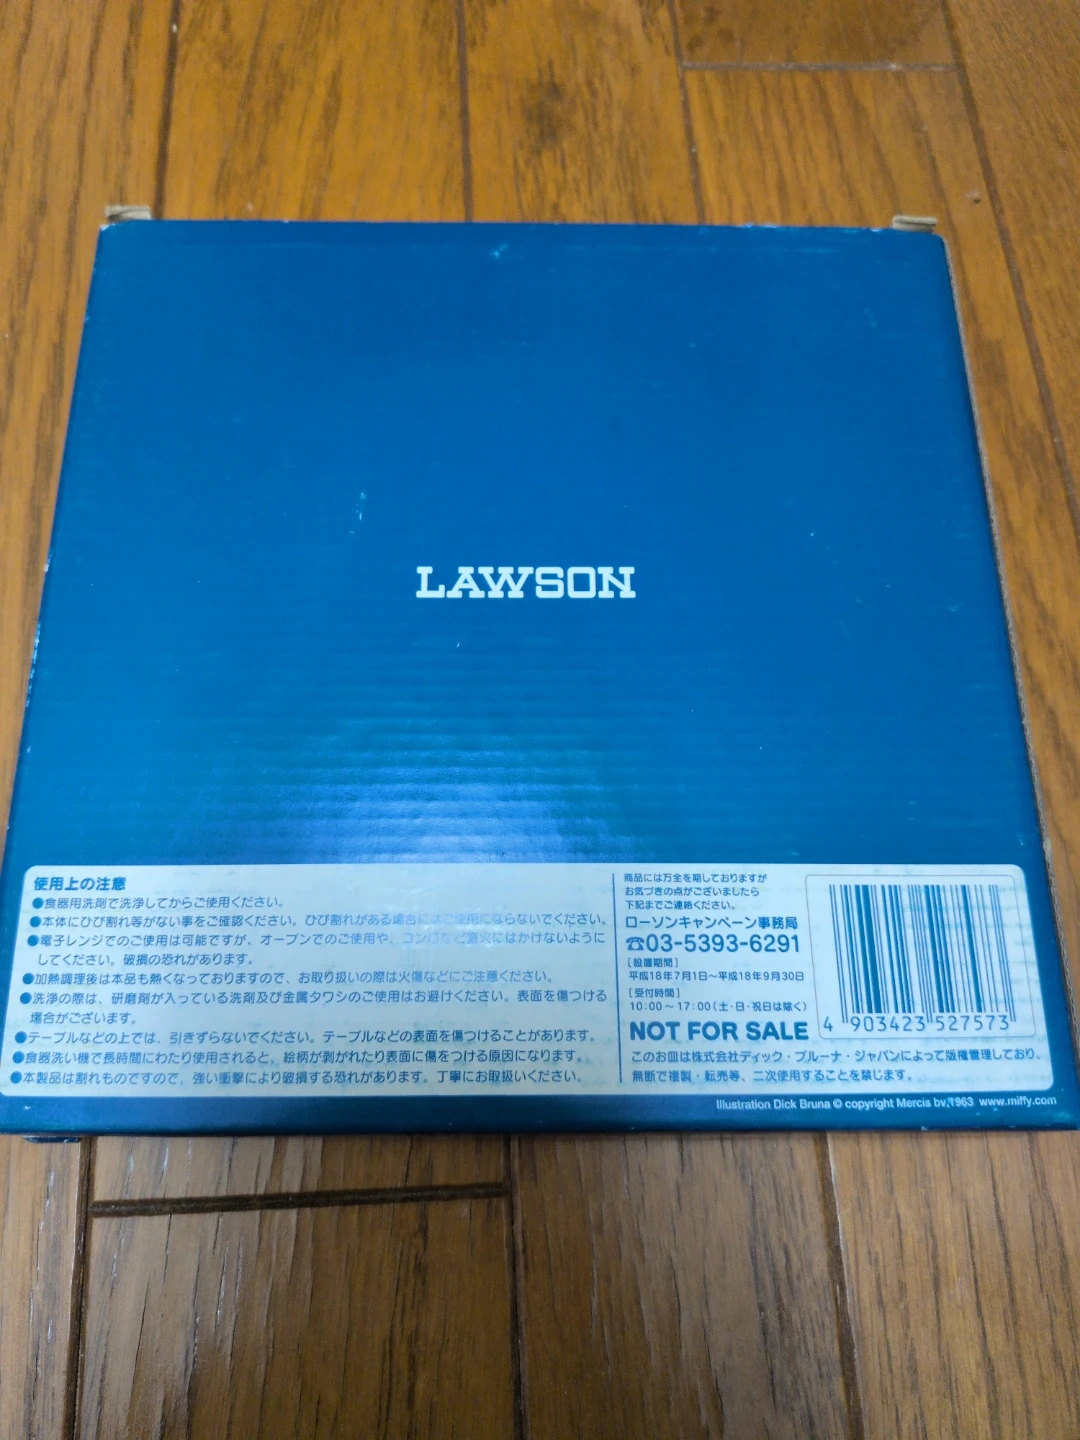 LAWSON
使用上の注意
●食器用洗剤で洗浄してからご使用ください。
●本体にひび割れ等がない事をご確認ください。ひび割れがある場合にはご使用にならないでください。
●電子レンジでのご使用は可能ですが、オーブンでのご使用や、コンロなど直火にはかけないように
してください。破損の恐れがあります。
●加熱調理後は本品も熱くなっておりますので、お取り扱いの際は火傷などにご注意ください。
●洗浄の際は、研磨剤が入っている洗剤及び金属タワシのご使用はお避けください。表面を傷つける
場合がございます。
●テーブルなどの上では、引きずらないでください。テーブルなどの表面を傷つけることがあります。
●食器洗い機で長時間にわたり使用されると、絵柄が剥がれたり表面に傷をつける原因になります。
●本製品は割れものですので、強い衝撃により破損する恐れがあります。丁寧にお取扱いください。
商品には万全を期しておりますが
お気づきの点がございましたら
下記までご連絡ください。
ローソンキャンペーン事務局
☎03-5393-6291
[設置期間]
平成18年7月1日～平成18年9月30日
[受付時間]
10:00～17:00(土・日・祝日は除く)
NOT FOR SALE
4 903423 527573
このお皿は株式会社ディック・ブルーナ・ジャパンによって版権管理しており、
無断で複製・転売等、二次使用することを禁じます。
Illustration Dick Bruna © copyright Mercis bv,1963 www.miffy.com